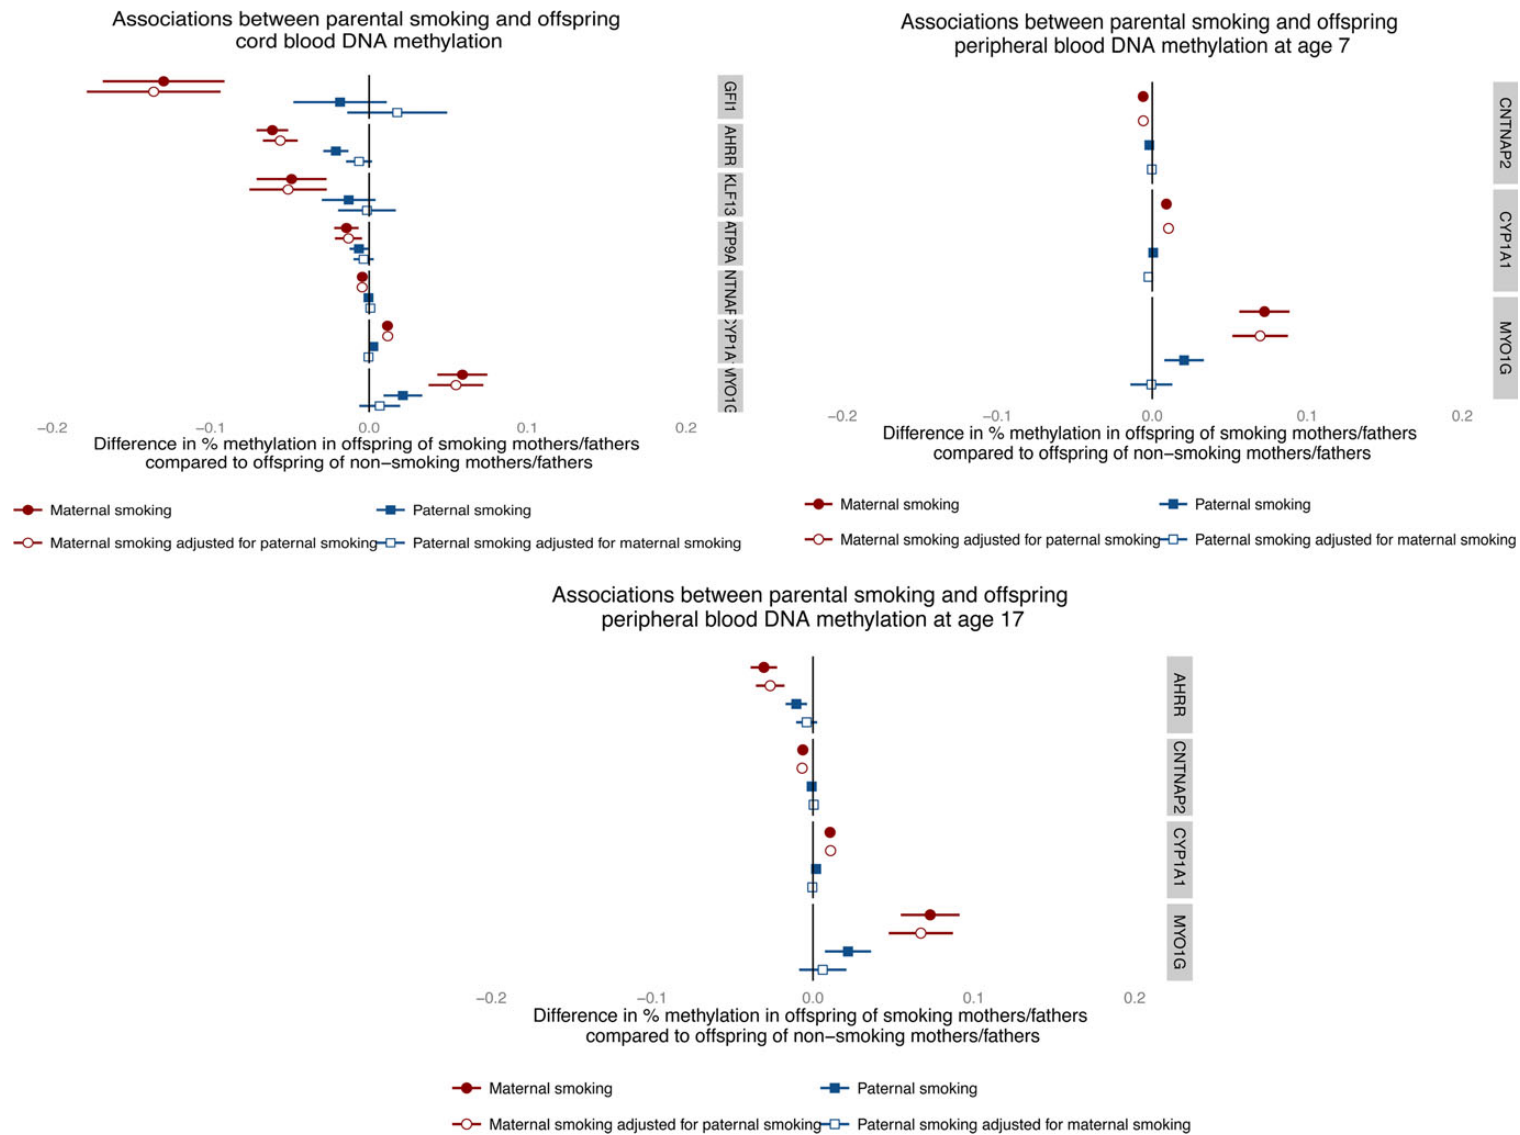 Associations between parental smoking and offspring
cord blood DNA methylation
GFI1
AHRR
KLF13
ATP9A
NTNAP
CYP1A
MYO1G
−0.2
−0.1
0.0
0.1
0.2
Difference in % methylation in offspring of smoking mothers/fathers
compared to offspring of non−smoking mothers/fathers
Maternal smoking
Paternal smoking
Maternal smoking adjusted for paternal smoking
Paternal smoking adjusted for maternal smoking
Associations between parental smoking and offspring
peripheral blood DNA methylation at age 7
CNTNAP2
CYP1A1
MYO1G
−0.2
−0.1
0.0
0.1
0.2
Difference in % methylation in offspring of smoking mothers/fathers
compared to offspring of non−smoking mothers/fathers
Maternal smoking
Paternal smoking
Maternal smoking adjusted for paternal smoking
Paternal smoking adjusted for maternal smoking
Associations between parental smoking and offspring
peripheral blood DNA methylation at age 17
AHRR
CNTNAP2
CYP1A1
MYO1G
−0.2
−0.1
0.0
0.1
0.2
Difference in % methylation in offspring of smoking mothers/fathers
compared to offspring of non−smoking mothers/fathers
Maternal smoking
Paternal smoking
Maternal smoking adjusted for paternal smoking
Paternal smoking adjusted for maternal smoking